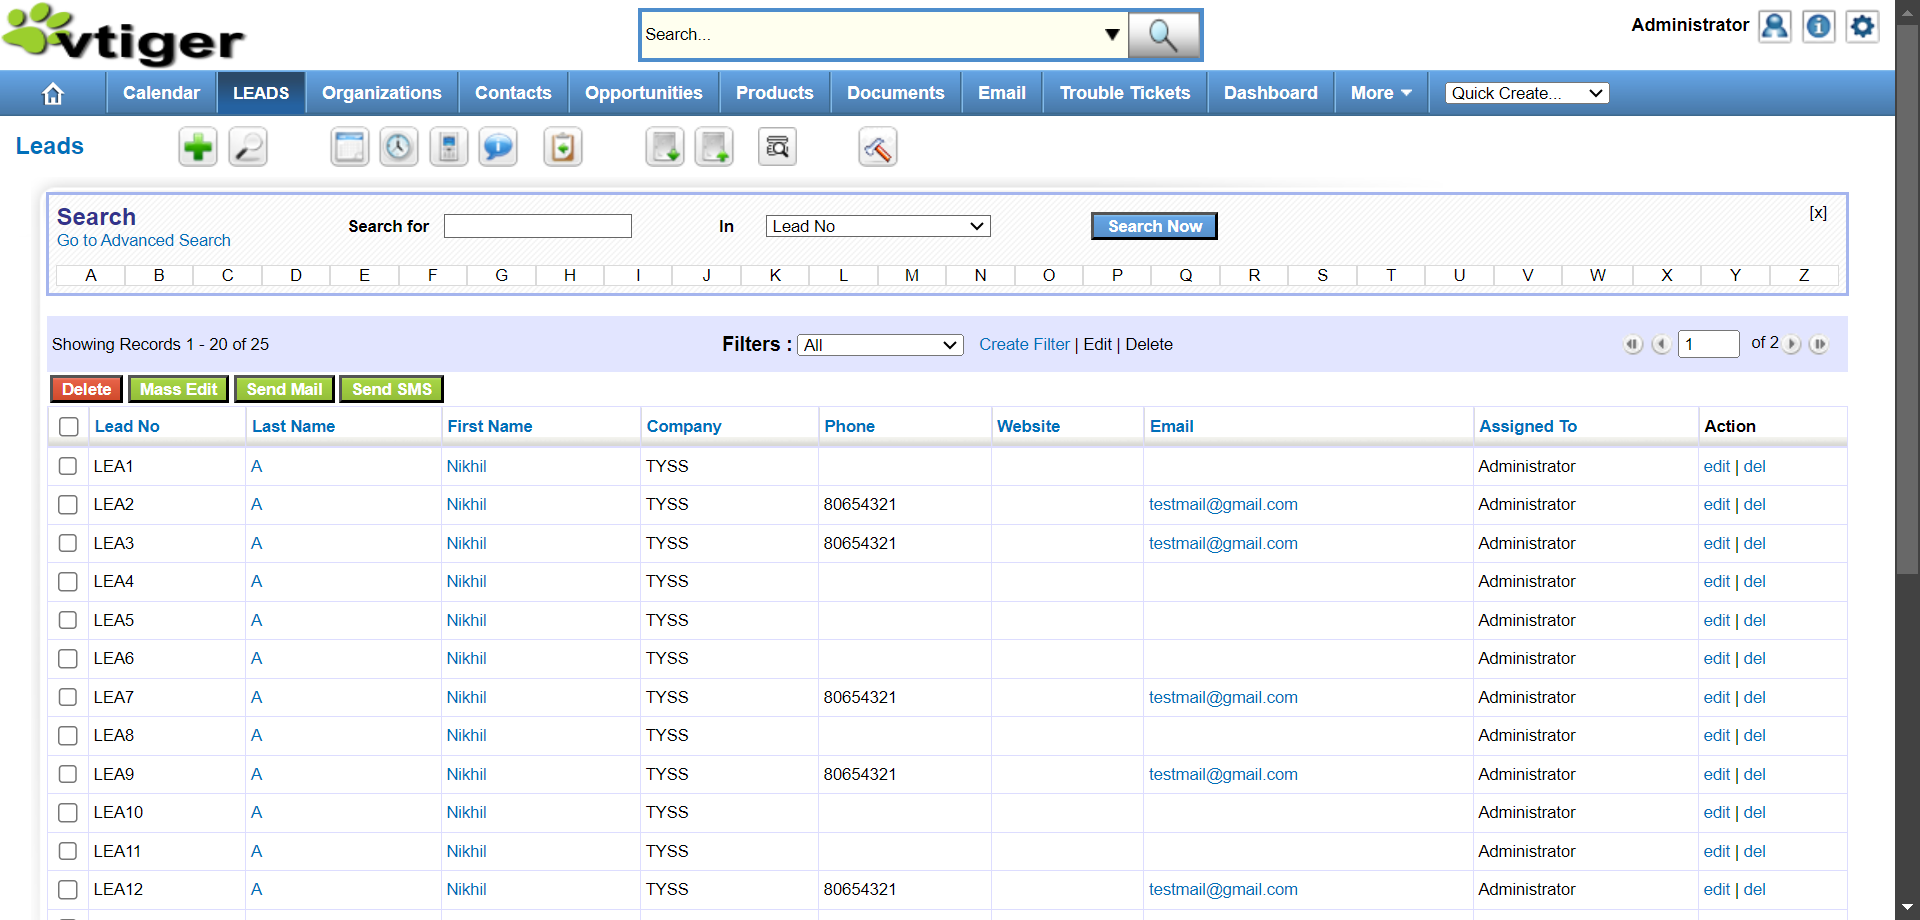 vtiger
Search...
Administrator
Calendar LEADS Organizations Contacts Opportunities Products Documents Email Trouble Tickets Dashboard More Quick Create...
Leads
Search
Go to Advanced Search
Search for In Lead No Search Now [x]
A B C D E F G H I J K L M N O P Q R S T U V W X Y Z
Showing Records 1 - 20 of 25 Filters : All Create Filter | Edit | Delete 1 of 2
Delete Mass Edit Send Mail Send SMS
Lead No Last Name First Name Company Phone Website Email Assigned To Action
LEA1 A Nikhil TYSS Administrator edit | del
LEA2 A Nikhil TYSS 80654321 testmail@gmail.com Administrator edit | del
LEA3 A Nikhil TYSS 80654321 testmail@gmail.com Administrator edit | del
LEA4 A Nikhil TYSS Administrator edit | del
LEA5 A Nikhil TYSS Administrator edit | del
LEA6 A Nikhil TYSS Administrator edit | del
LEA7 A Nikhil TYSS 80654321 testmail@gmail.com Administrator edit | del
LEA8 A Nikhil TYSS Administrator edit | del
LEA9 A Nikhil TYSS 80654321 testmail@gmail.com Administrator edit | del
LEA10 A Nikhil TYSS Administrator edit | del
LEA11 A Nikhil TYSS Administrator edit | del
LEA12 A Nikhil TYSS 80654321 testmail@gmail.com Administrator edit | del